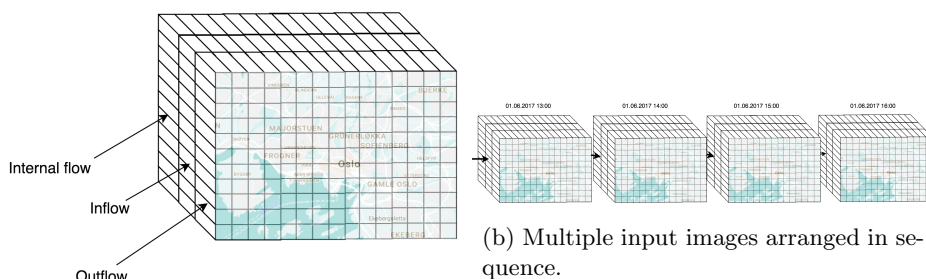 BJERKE
MAJORSTUEN
GRÜNERLØKKA
SOFIENBERG
FROGNER
Oslo
GAMLE OSLO
Ekebergsletta
EKEBERG
Internal flow
Inflow
Outflow
01.06.2017 13:00
01.06.2017 14:00
01.06.2017 15:00
01.06.2017 16:00
(b) Multiple input images arranged in se-
quence.